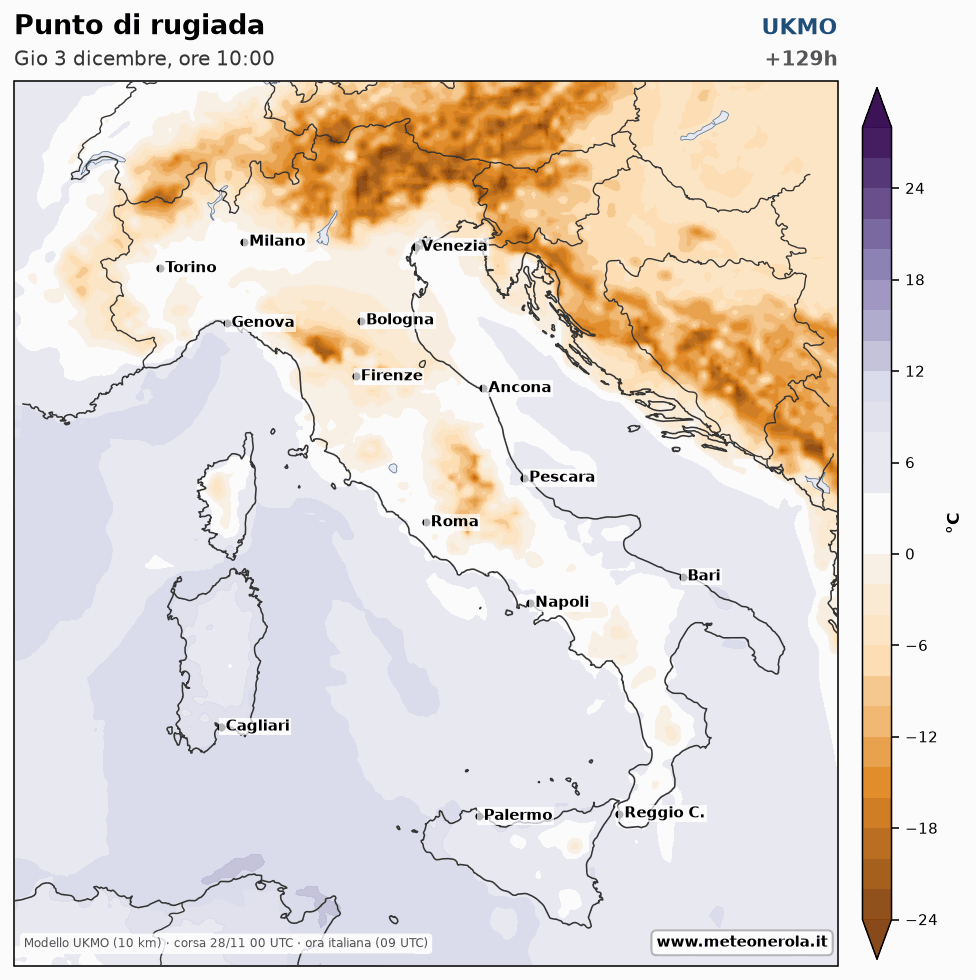 Punto di rugiada
UKMO
Gio 3 dicembre, ore 10:00
+129h
Milano
Venezia
Torino
Genova
Bologna
Firenze
Ancona
Pescara
Roma
Bari
Napoli
Cagliari
Palermo
Reggio C.
24
18
12
6
0
−6
−12
−18
−24
°C
Modello UKMO (10 km) · corsa 28/11 00 UTC · ora italiana (09 UTC)
www.meteonerola.it